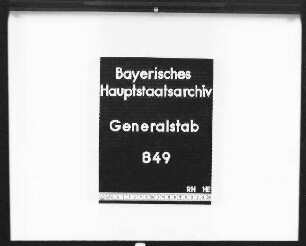 Bayerisches
Hauptstaatsarchiv
Generalstab
849
RH HE